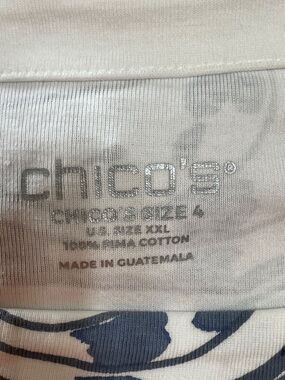 chico's®
CHICO'S SIZE 4
U.S. SIZE XXL
100% PIMA COTTON
MADE IN GUATEMALA